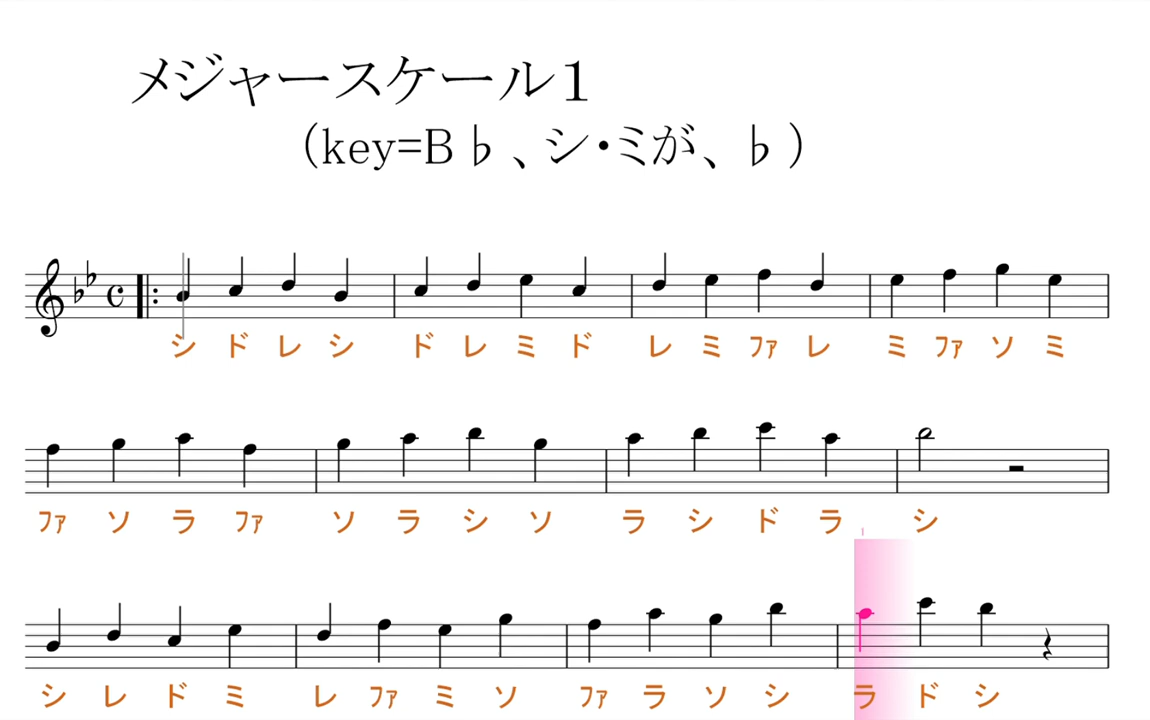 メジャースケール１
（key=B♭、シ・ミが、♭）
シ ド レ シ ド レ ミ ド レ ミ ファ レ ミ ファ ソ ミ
ファ ソ ラ ファ ソ ラ シ ソ ラ シ ド ラ シ
シ レ ド ミ レ ファ ミ ソ ファ ラ ソ シ ラ ド シ